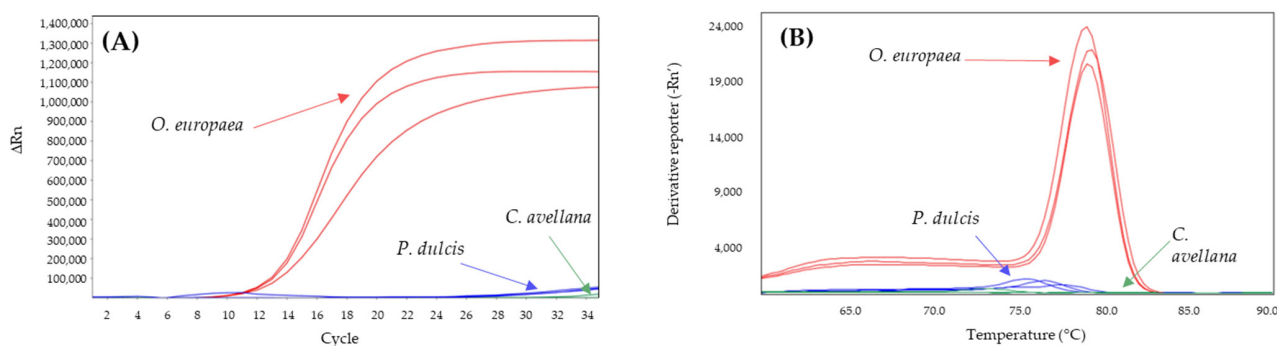 (A)
1,400,000
1,300,000
1,200,000
1,100,000
1,000,000
900,000
800,000
700,000
600,000
500,000
400,000
300,000
200,000
100,000
ΔRn
O. europaea
P. dulcis
C. avellana
2 4 6 8 10 12 14 16 18 20 22 24 26 28 30 32 34
Cycle
(B)
24,000
19,000
14,000
9,000
4,000
Derivative reporter (-Rn’)
O. europaea
P. dulcis
C.
avellana
65.0 70.0 75.0 80.0 85.0 90.0
Temperature (°C)